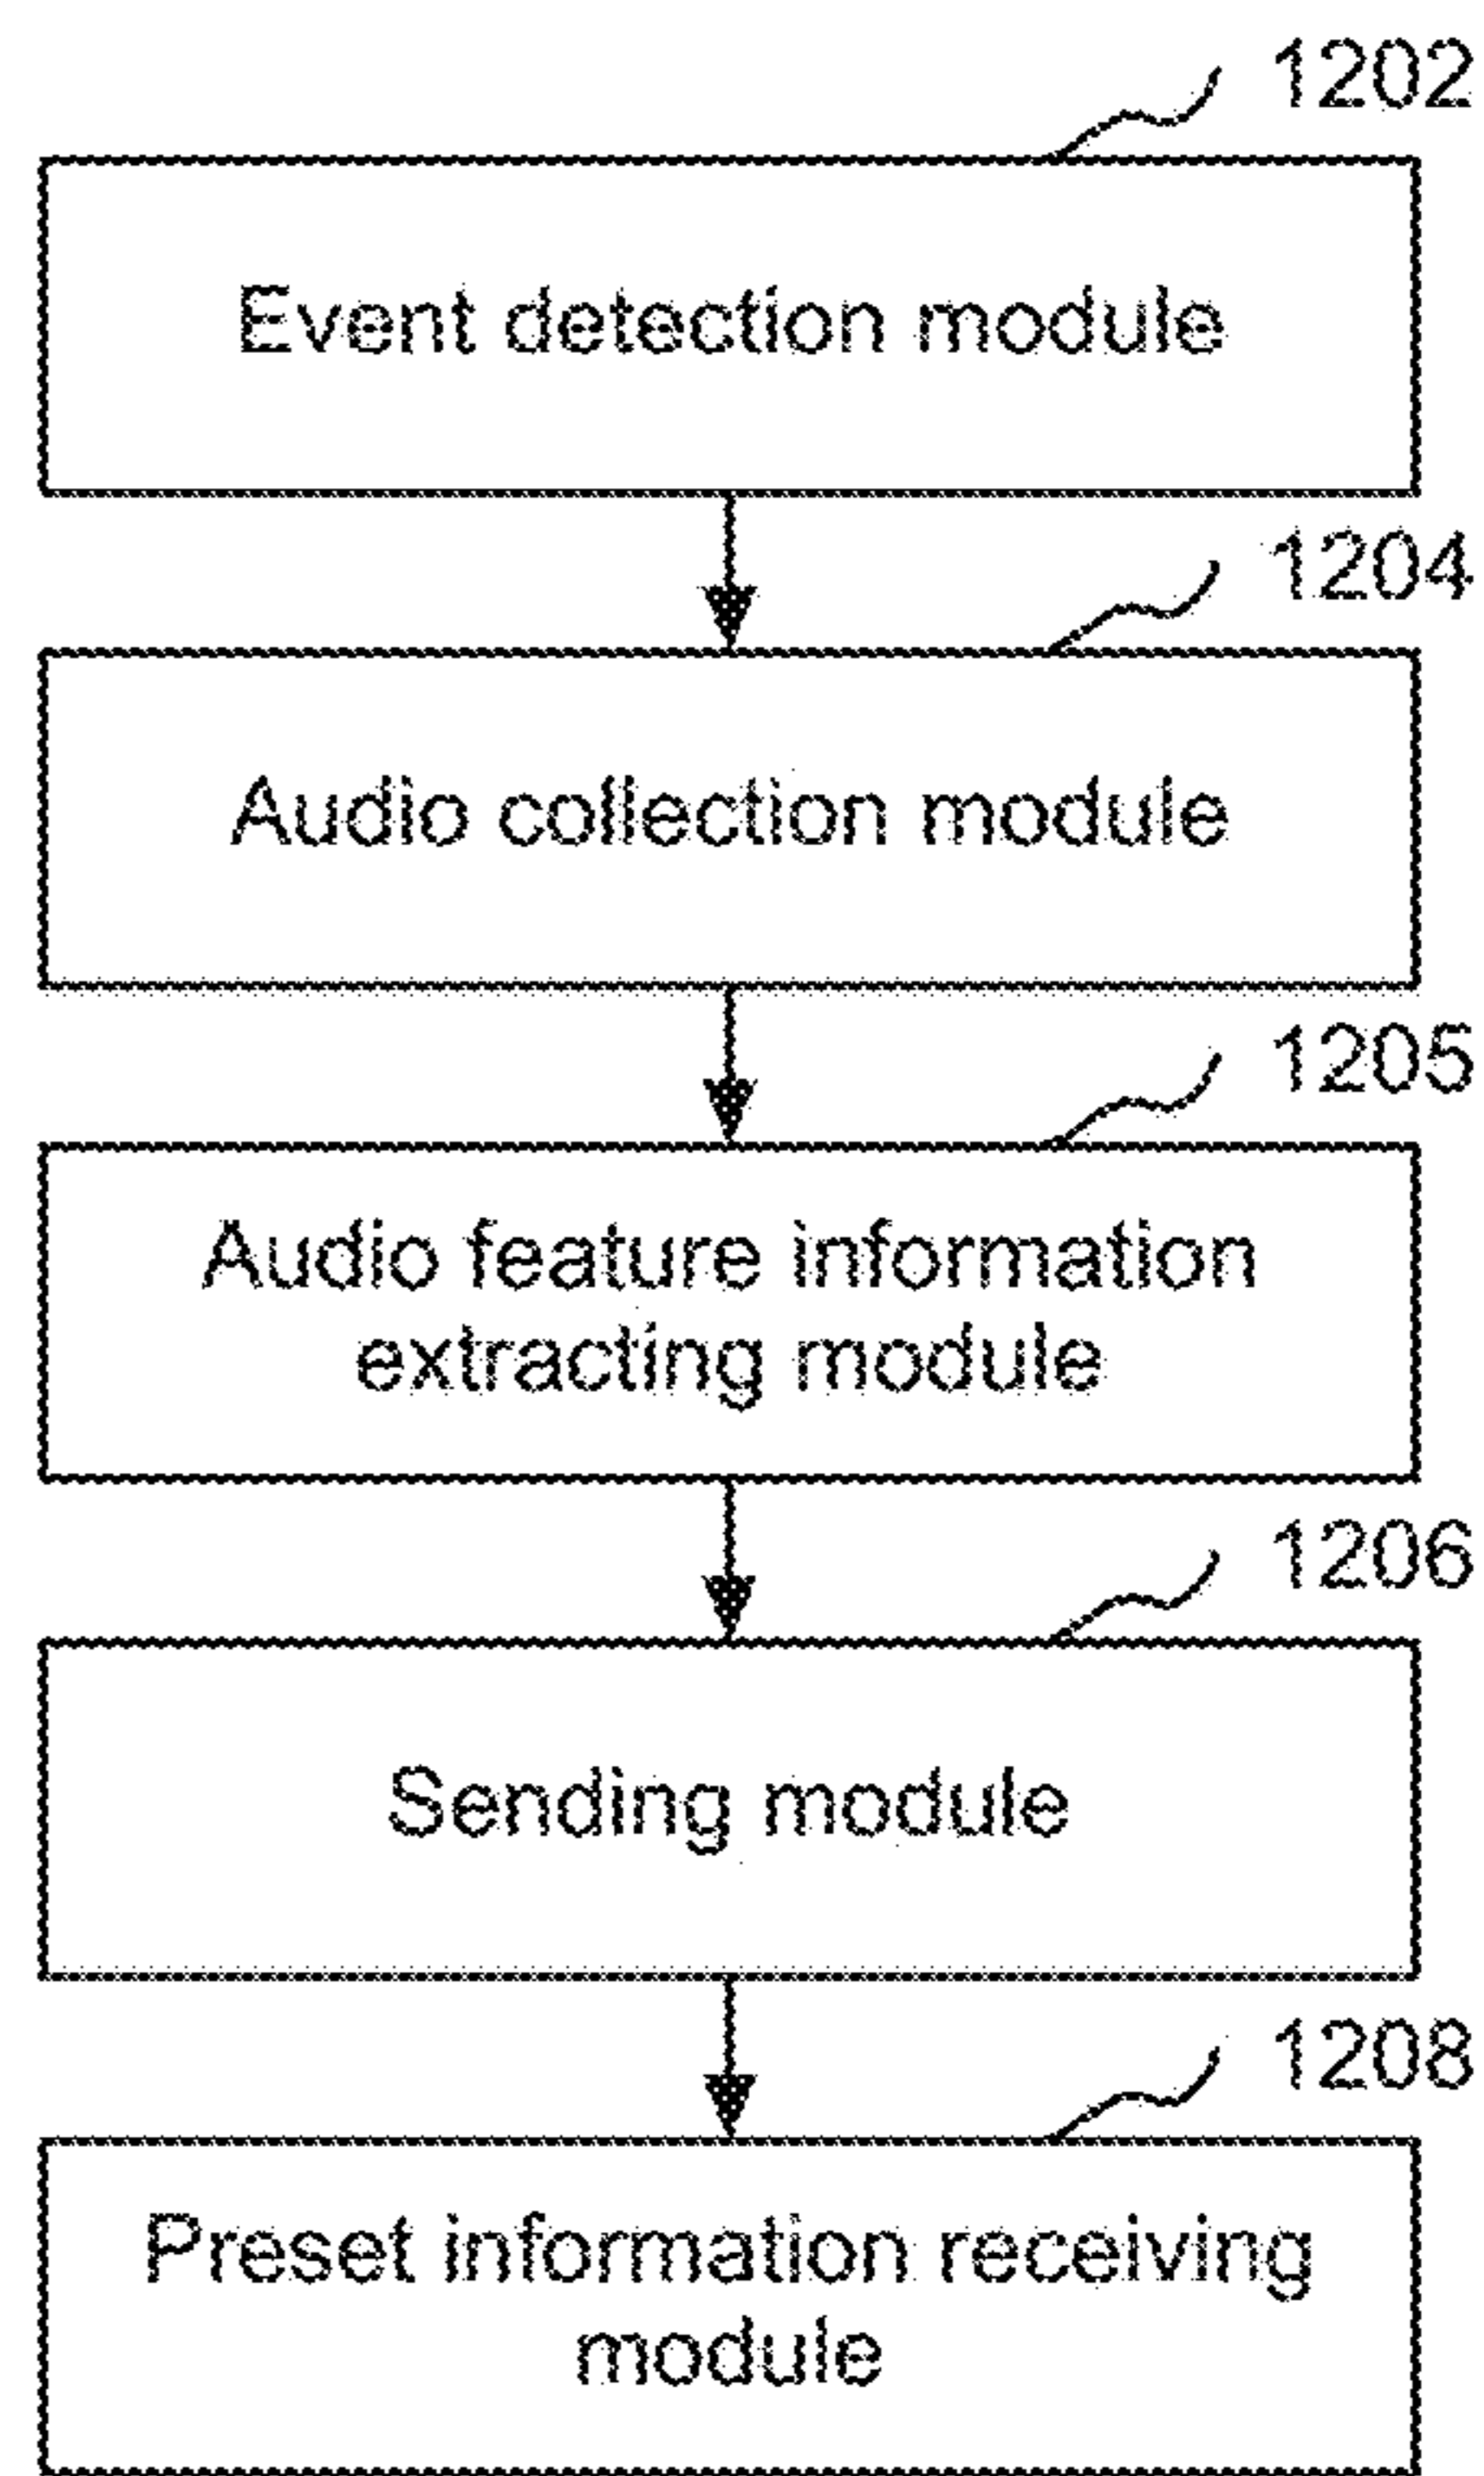 1202
Event detection module
1204
Audio collection module
1205
Audio feature information
extracting module
1206
Sending module
1208
Preset information receiving
module